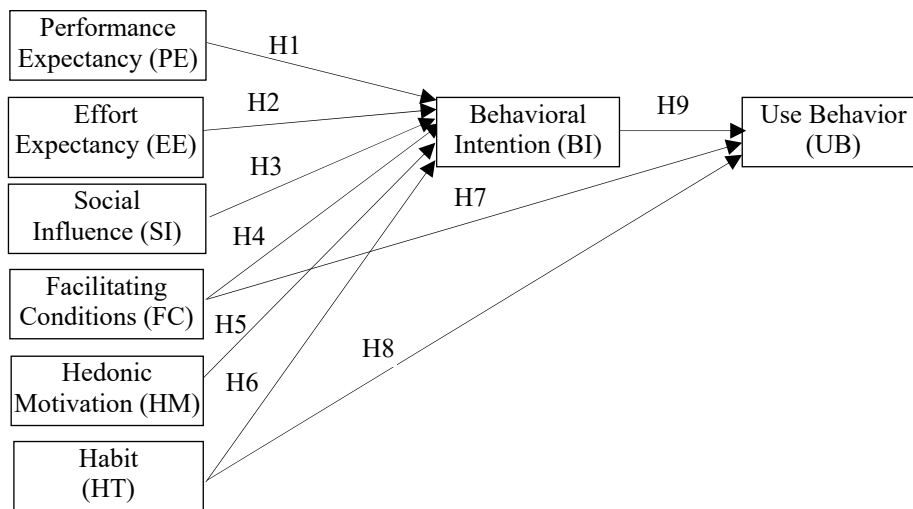 Performance
Expectancy (PE)
H1
Effort
Expectancy (EE)
H2
Social
Influence (SI)
H3
Facilitating
Conditions (FC)
H4
Hedonic
Motivation (HM)
H5
Habit
(HT)
H6
Behavioral
Intention (BI)
H7
H8
H9
Use Behavior
(UB)